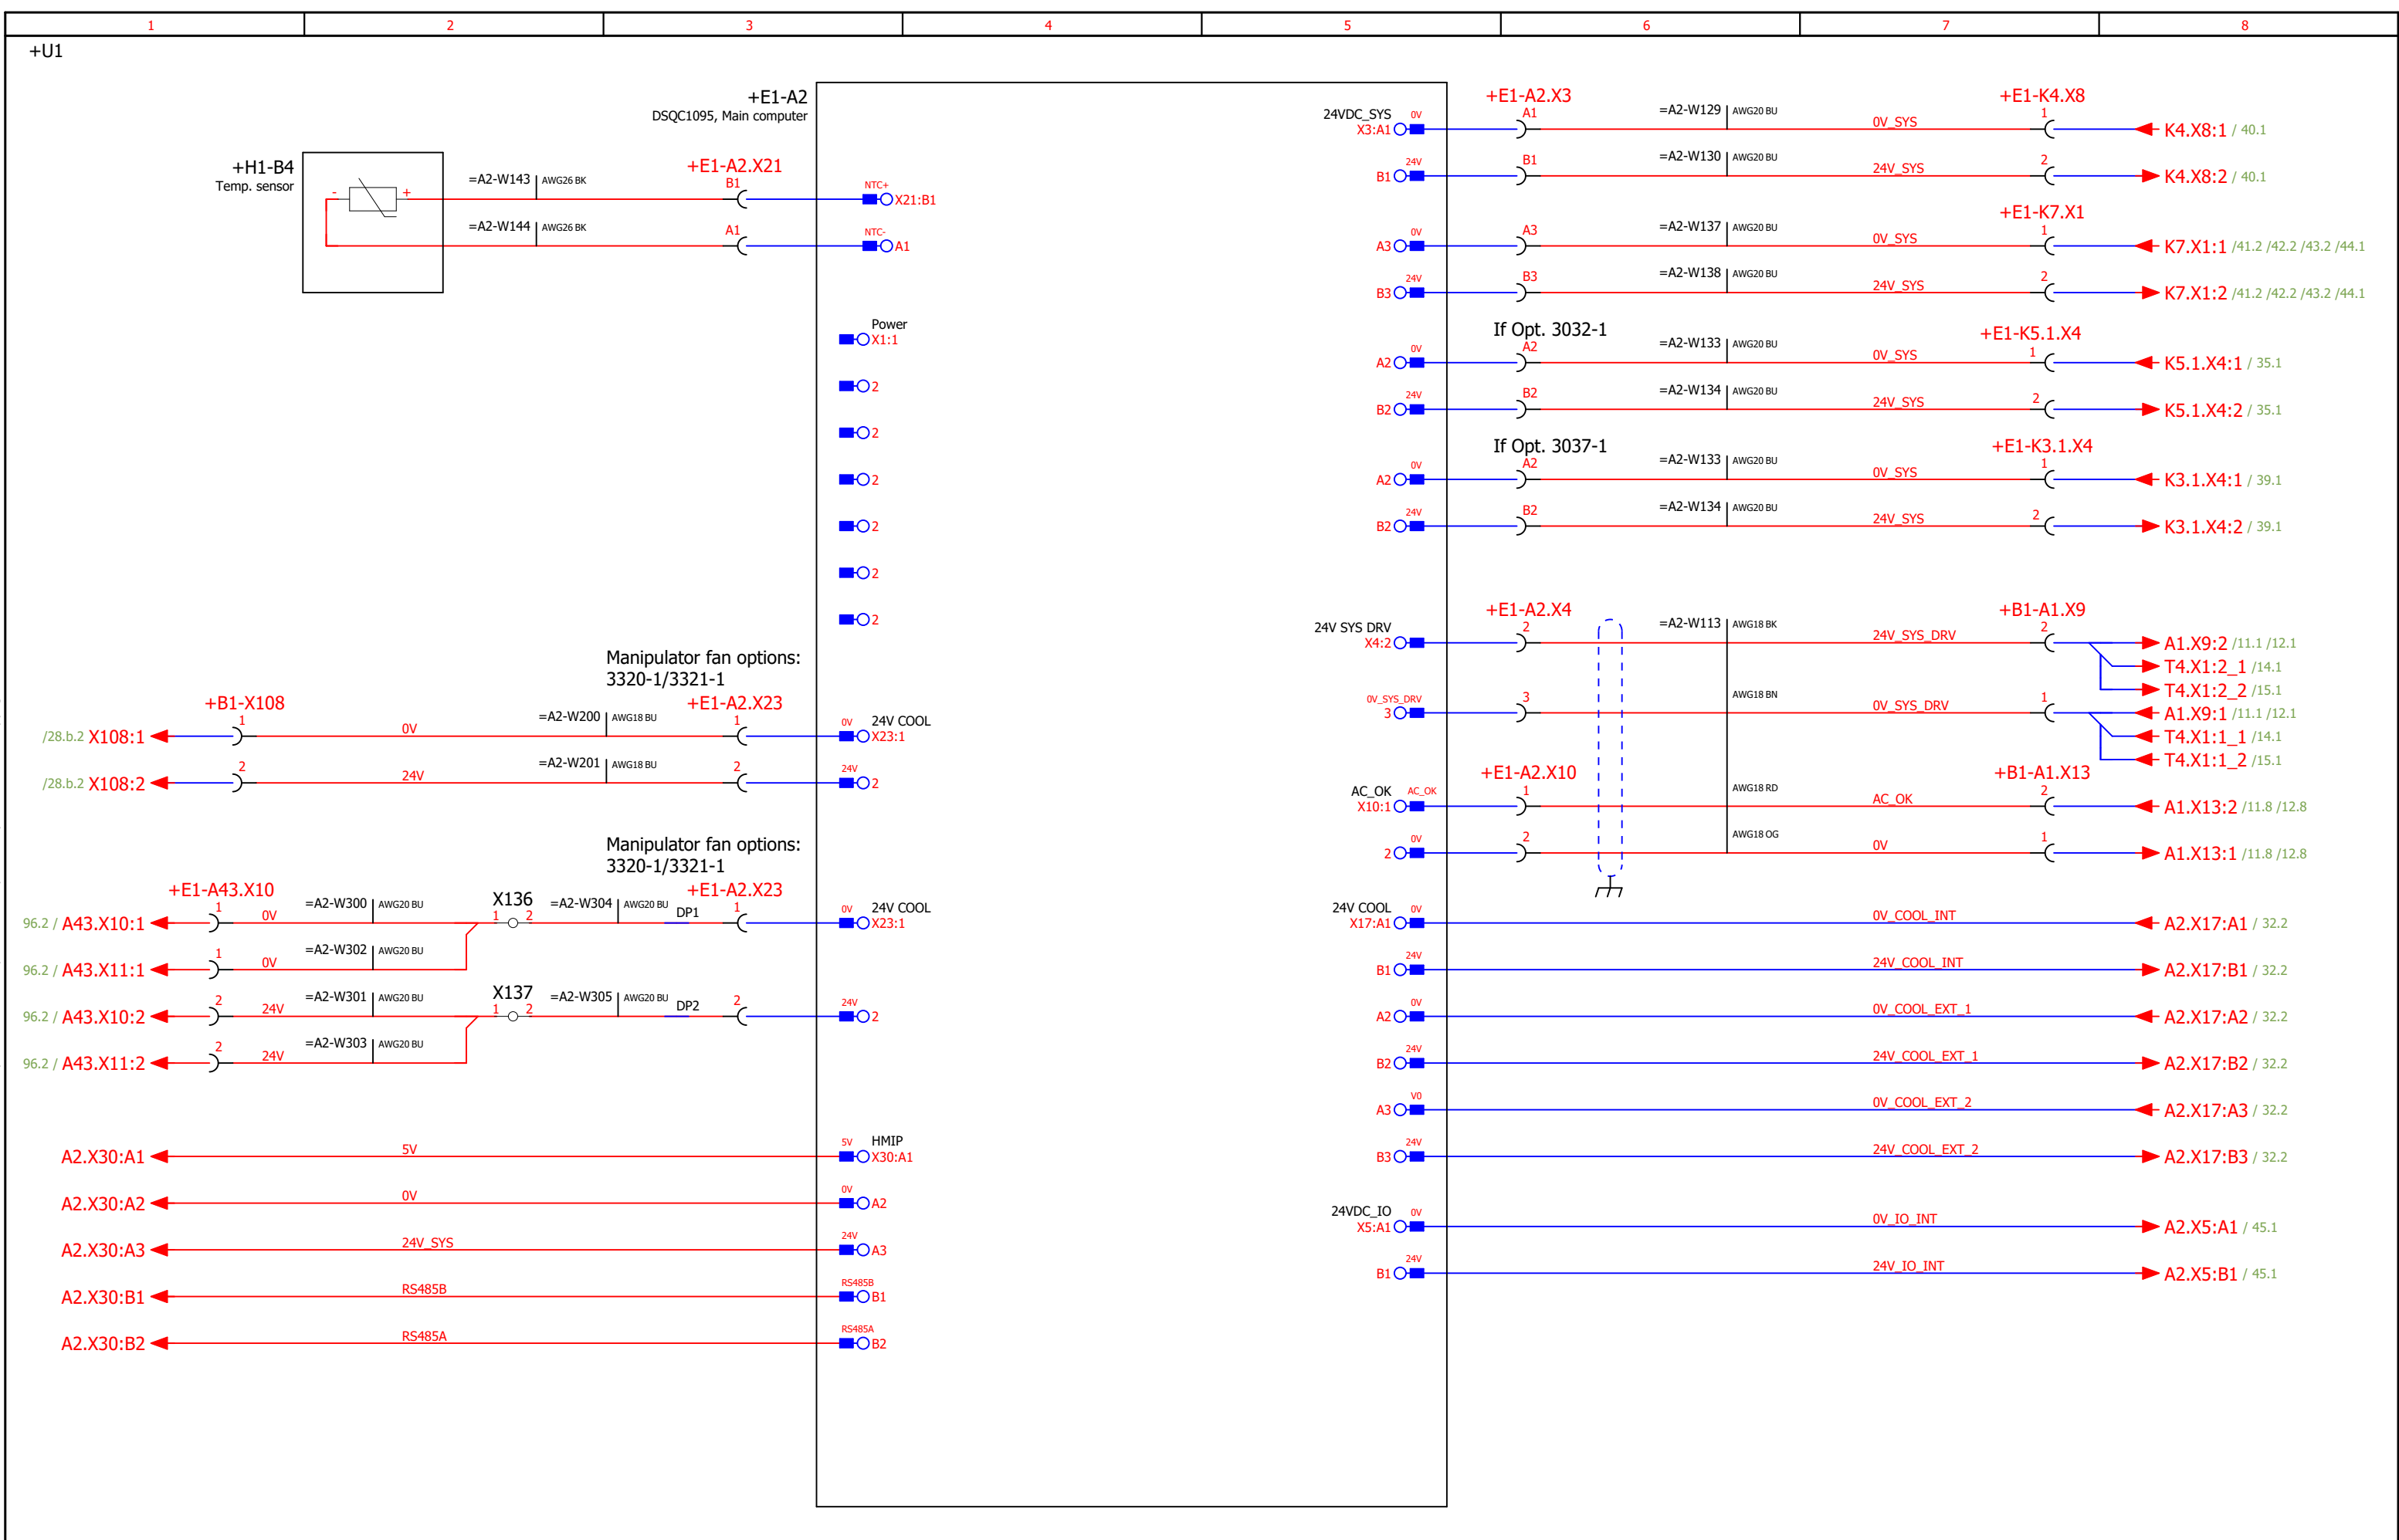 1 2 3 4 5 6 7 8
+U1
+E1-A2
DSQC1095, Main computer
+H1-B4
Temp. sensor
- +
=A2-W143 AWG26 BK
+E1-A2.X21
B1
NTC+
X21:B1
=A2-W144 AWG26 BK
A1
NTC-
A1
Power
X1:1
2
2
2
2
2
2
Manipulator fan options:
3320-1/3321-1
+B1-X108
+E1-A2.X23
/28.b.2 X108:1
1
0V
=A2-W200 AWG18 BU
1
0V
24V COOL
X23:1
/28.b.2 X108:2
2
24V
=A2-W201 AWG18 BU
2
24V
2
Manipulator fan options:
3320-1/3321-1
+E1-A43.X10
X136
+E1-A2.X23
96.2 / A43.X10:1
1
0V
=A2-W300 AWG20 BU
1 2
=A2-W304 AWG20 BU
DP1
1
0V
24V COOL
X23:1
96.2 / A43.X11:1
1
0V
=A2-W302 AWG20 BU
X137
96.2 / A43.X10:2
2
24V
=A2-W301 AWG20 BU
1 2
=A2-W305 AWG20 BU
DP2
2
24V
2
96.2 / A43.X11:2
2
24V
=A2-W303 AWG20 BU
A2.X30:A1
5V
5V
HMIP
X30:A1
A2.X30:A2
0V
0V
A2
A2.X30:A3
24V_SYS
24V
A3
A2.X30:B1
RS485B
RS485B
B1
A2.X30:B2
RS485A
RS485A
B2
+E1-A2.X3
+E1-K4.X8
24VDC_SYS
X3:A1
0V
A1
=A2-W129 AWG20 BU
0V_SYS
1
K4.X8:1 / 40.1
B1
24V
B1
=A2-W130 AWG20 BU
24V_SYS
2
K4.X8:2 / 40.1
+E1-K7.X1
A3
0V
A3
=A2-W137 AWG20 BU
0V_SYS
1
K7.X1:1 /41.2 /42.2 /43.2 /44.1
B3
24V
B3
=A2-W138 AWG20 BU
24V_SYS
2
K7.X1:2 /41.2 /42.2 /43.2 /44.1
If Opt. 3032-1
+E1-K5.1.X4
A2
0V
A2
=A2-W133 AWG20 BU
0V_SYS
1
K5.1.X4:1 / 35.1
B2
24V
B2
=A2-W134 AWG20 BU
24V_SYS
2
K5.1.X4:2 / 35.1
If Opt. 3037-1
+E1-K3.1.X4
A2
0V
A2
=A2-W133 AWG20 BU
0V_SYS
1
K3.1.X4:1 / 39.1
B2
24V
B2
=A2-W134 AWG20 BU
24V_SYS
2
K3.1.X4:2 / 39.1
+E1-A2.X4
+B1-A1.X9
24V SYS DRV
X4:2
2
=A2-W113 AWG18 BK
24V_SYS_DRV
2
A1.X9:2 /11.1 /12.1
T4.X1:2_1 /14.1
T4.X1:2_2 /15.1
0V_SYS_DRV
3
3
AWG18 BN
0V_SYS_DRV
1
A1.X9:1 /11.1 /12.1
T4.X1:1_1 /14.1
T4.X1:1_2 /15.1
+E1-A2.X10
+B1-A1.X13
AC_OK
X10:1
AC_OK
1
AWG18 RD
AC_OK
2
A1.X13:2 /11.8 /12.8
2
0V
2
AWG18 OG
0V
1
A1.X13:1 /11.8 /12.8
24V COOL
X17:A1
0V
0V_COOL_INT
A2.X17:A1 / 32.2
B1
24V
24V_COOL_INT
A2.X17:B1 / 32.2
A2
0V
0V_COOL_EXT_1
A2.X17:A2 / 32.2
B2
24V
24V_COOL_EXT_1
A2.X17:B2 / 32.2
A3
V0
0V_COOL_EXT_2
A2.X17:A3 / 32.2
B3
24V
24V_COOL_EXT_2
A2.X17:B3 / 32.2
24VDC_IO
X5:A1
0V
0V_IO_INT
A2.X5:A1 / 45.1
B1
24V
24V_IO_INT
A2.X5:B1 / 45.1